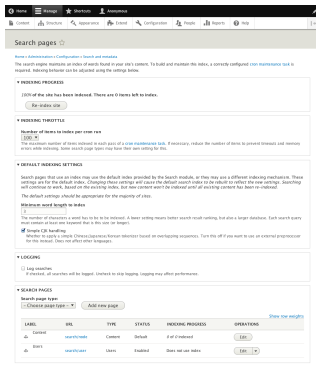 Home Manage Shortcuts Anonymous
Content Structure Appearance Extend Configuration People Reports Help
Search pages ☆
Home » Administration » Configuration » Search and metadata
The search engine maintains an index of words found in your site's content. To build and maintain this index, a correctly configured cron maintenance task is
required. Indexing behavior can be adjusted using the settings below.
▾ INDEXING PROGRESS
100% of the site has been indexed. There are 0 items left to index.
Re-index site
▾ INDEXING THROTTLE
Number of items to index per cron run
100
The maximum number of items indexed in each pass of a cron maintenance task. If necessary, reduce the number of items to prevent timeouts and memory
errors while indexing. Some search page types may have their own setting for this.
▾ DEFAULT INDEXING SETTINGS
Search pages that use an index may use the default index provided by the Search module, or they may use a different indexing mechanism. These
settings are for the default index. Changing these settings will cause the default search index to be rebuilt to reflect the new settings. Searching
will continue to work, based on the existing index, but new content won't be indexed until all existing content has been re-indexed.
The default settings should be appropriate for the majority of sites.
Minimum word length to index
3
The number of characters a word has to be to be indexed. A lower setting means better search result ranking, but also a larger database. Each search query
must contain at least one keyword that is this size (or longer).
Simple CJK handling
Whether to apply a simple Chinese/Japanese/Korean tokenizer based on overlapping sequences. Turn this off if you want to use an external preprocessor
for this instead. Does not affect other languages.
▾ LOGGING
Log searches
If checked, all searches will be logged. Uncheck to skip logging. Logging may affect performance.
▾ SEARCH PAGES
Search page type:
- Choose page type - Add new page
Show row weights
LABEL URL TYPE STATUS INDEXING PROGRESS OPERATIONS
Content search/node Content Default 0 of 0 indexed Edit
Users search/user Users Enabled Does not use index Edit